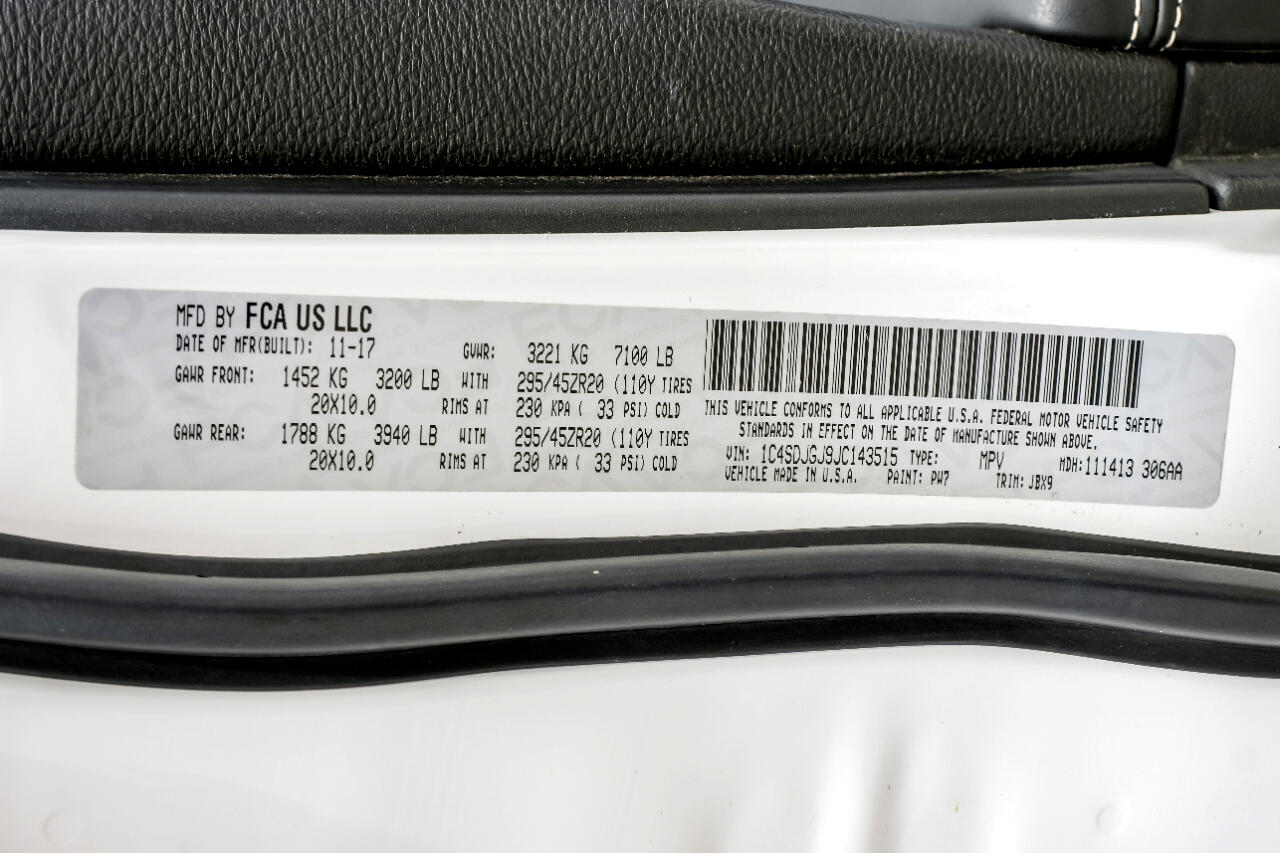 MFD BY FCA US LLC
DATE OF MFR(BUILT): 11-17 GVWR: 3221 KG 7100 LB
GAWR FRONT: 1452 KG 3200 LB WITH 295/45ZR20 (110Y TIRES
20X10.0 RIMS AT 230 KPA ( 33 PSI) COLD
GAWR REAR: 1788 KG 3940 LB WITH 295/45ZR20 (110Y TIRES
20X10.0 RIMS AT 230 KPA ( 33 PSI) COLD
THIS VEHICLE CONFORMS TO ALL APPLICABLE U.S.A. FEDERAL MOTOR VEHICLE SAFETY
STANDARDS IN EFFECT ON THE DATE OF MANUFACTURE SHOWN ABOVE.
VIN: 1C4SDJGJ9JC143515 TYPE: MPV MDH:111413 306AA
VEHICLE MADE IN U.S.A. PAINT: PW7 TRIM: JBX9